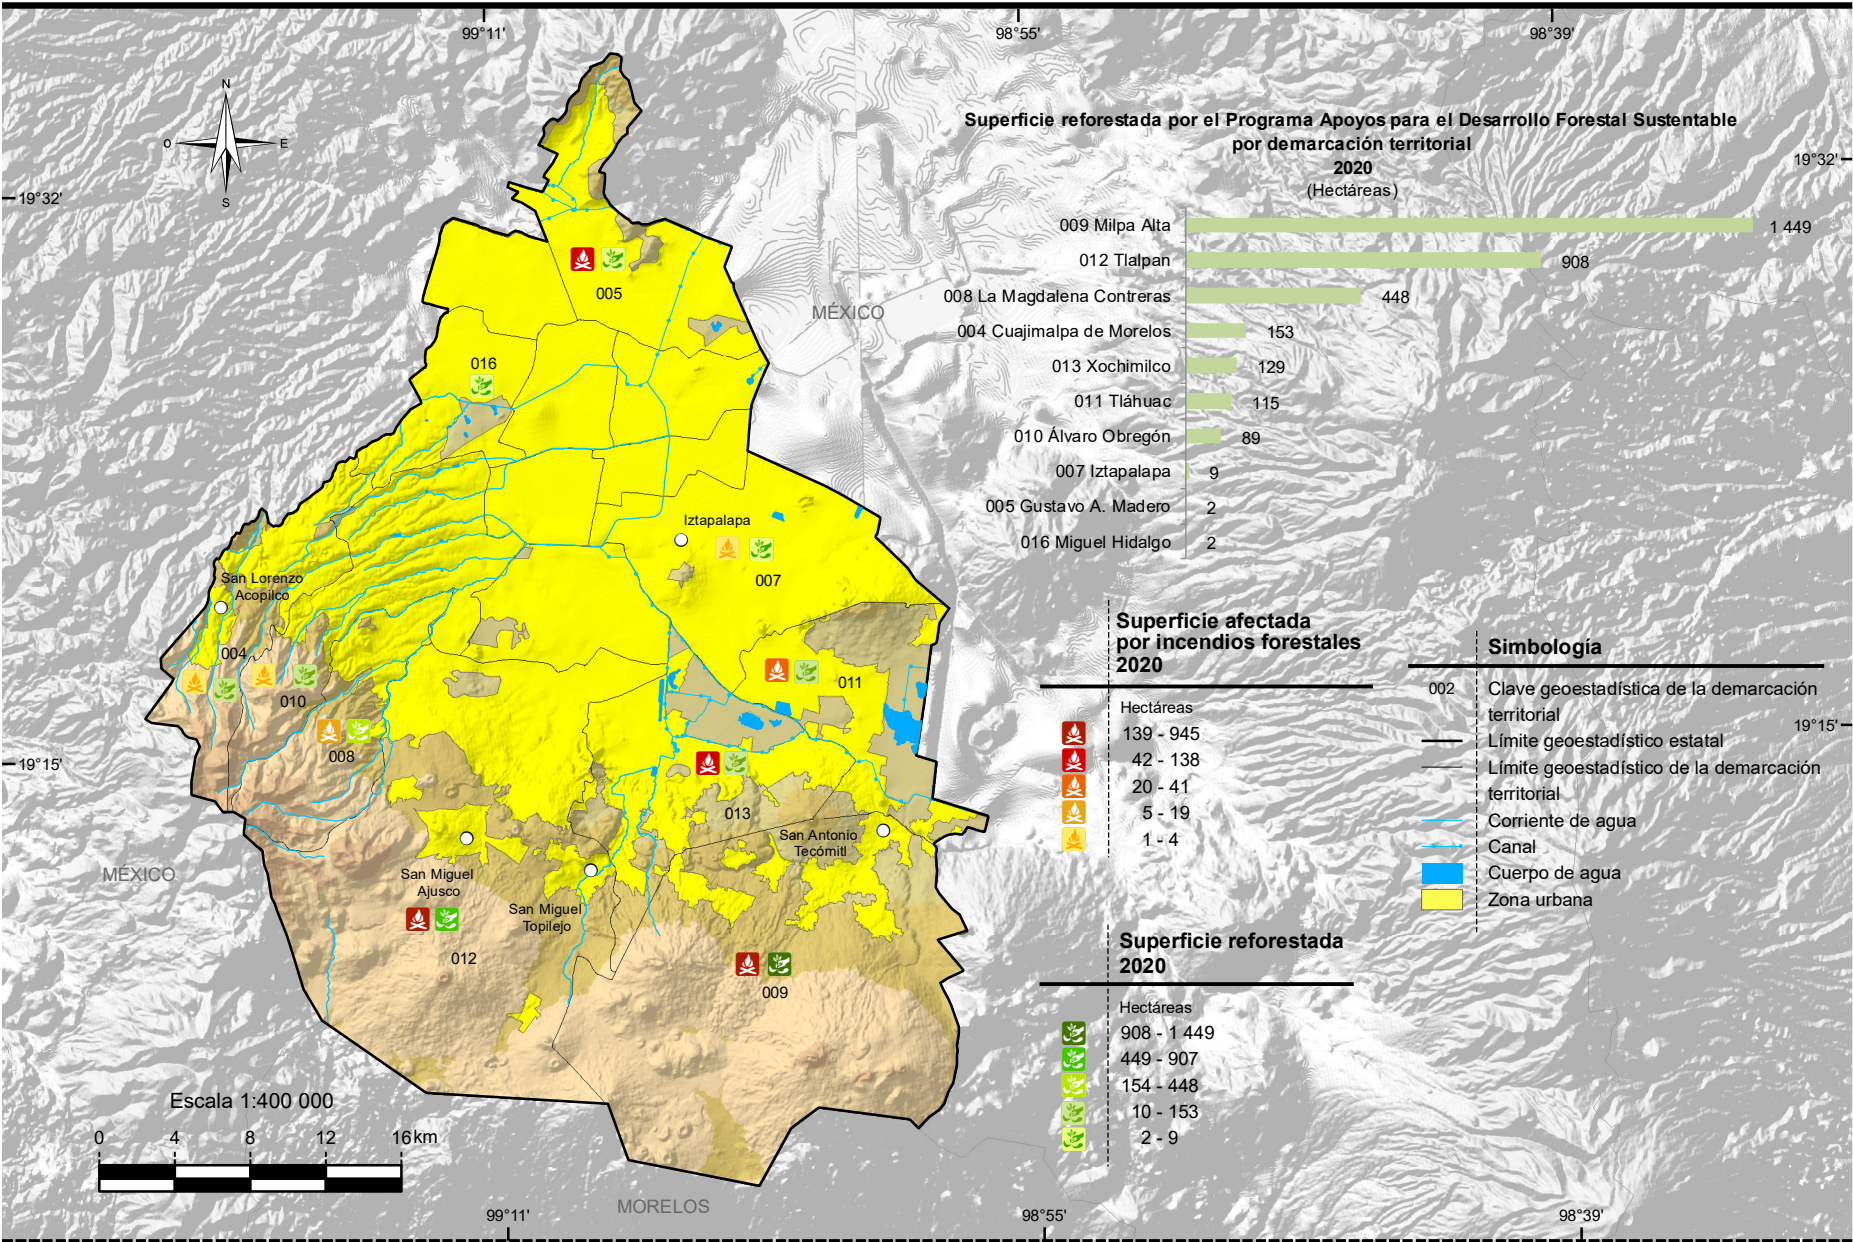 99°11'
98°55'
98°39'
N
O
E
S
19°32'
19°32'
Superficie reforestada por el Programa Apoyos para el Desarrollo Forestal Sustentable
por demarcación territorial
2020
(Hectáreas)
009 Milpa Alta 1 449
012 Tlalpan 908
008 La Magdalena Contreras 448
004 Cuajimalpa de Morelos 153
013 Xochimilco 129
011 Tláhuac 115
010 Álvaro Obregón 89
007 Iztapalapa 9
005 Gustavo A. Madero 2
016 Miguel Hidalgo 2
MÉXICO
005
016
Iztapalapa
007
San Lorenzo
Acopilco
004
010
008
011
013
San Antonio
Tecómitl
San Miguel
Ajusco
San Miguel
Topilejo
012
009
MÉXICO
MORELOS
19°15'
19°15'
Superficie afectada
por incendios forestales
2020
Hectáreas
139 - 945
42 - 138
20 - 41
5 - 19
1 - 4
Superficie reforestada
2020
Hectáreas
908 - 1 449
449 - 907
154 - 448
10 - 153
2 - 9
Simbología
002 Clave geoestadística de la demarcación
territorial
Límite geoestadístico estatal
Límite geoestadístico de la demarcación
territorial
Corriente de agua
Canal
Cuerpo de agua
Zona urbana
Escala 1:400 000
0 4 8 12 16 km
99°11'
98°55'
98°39'